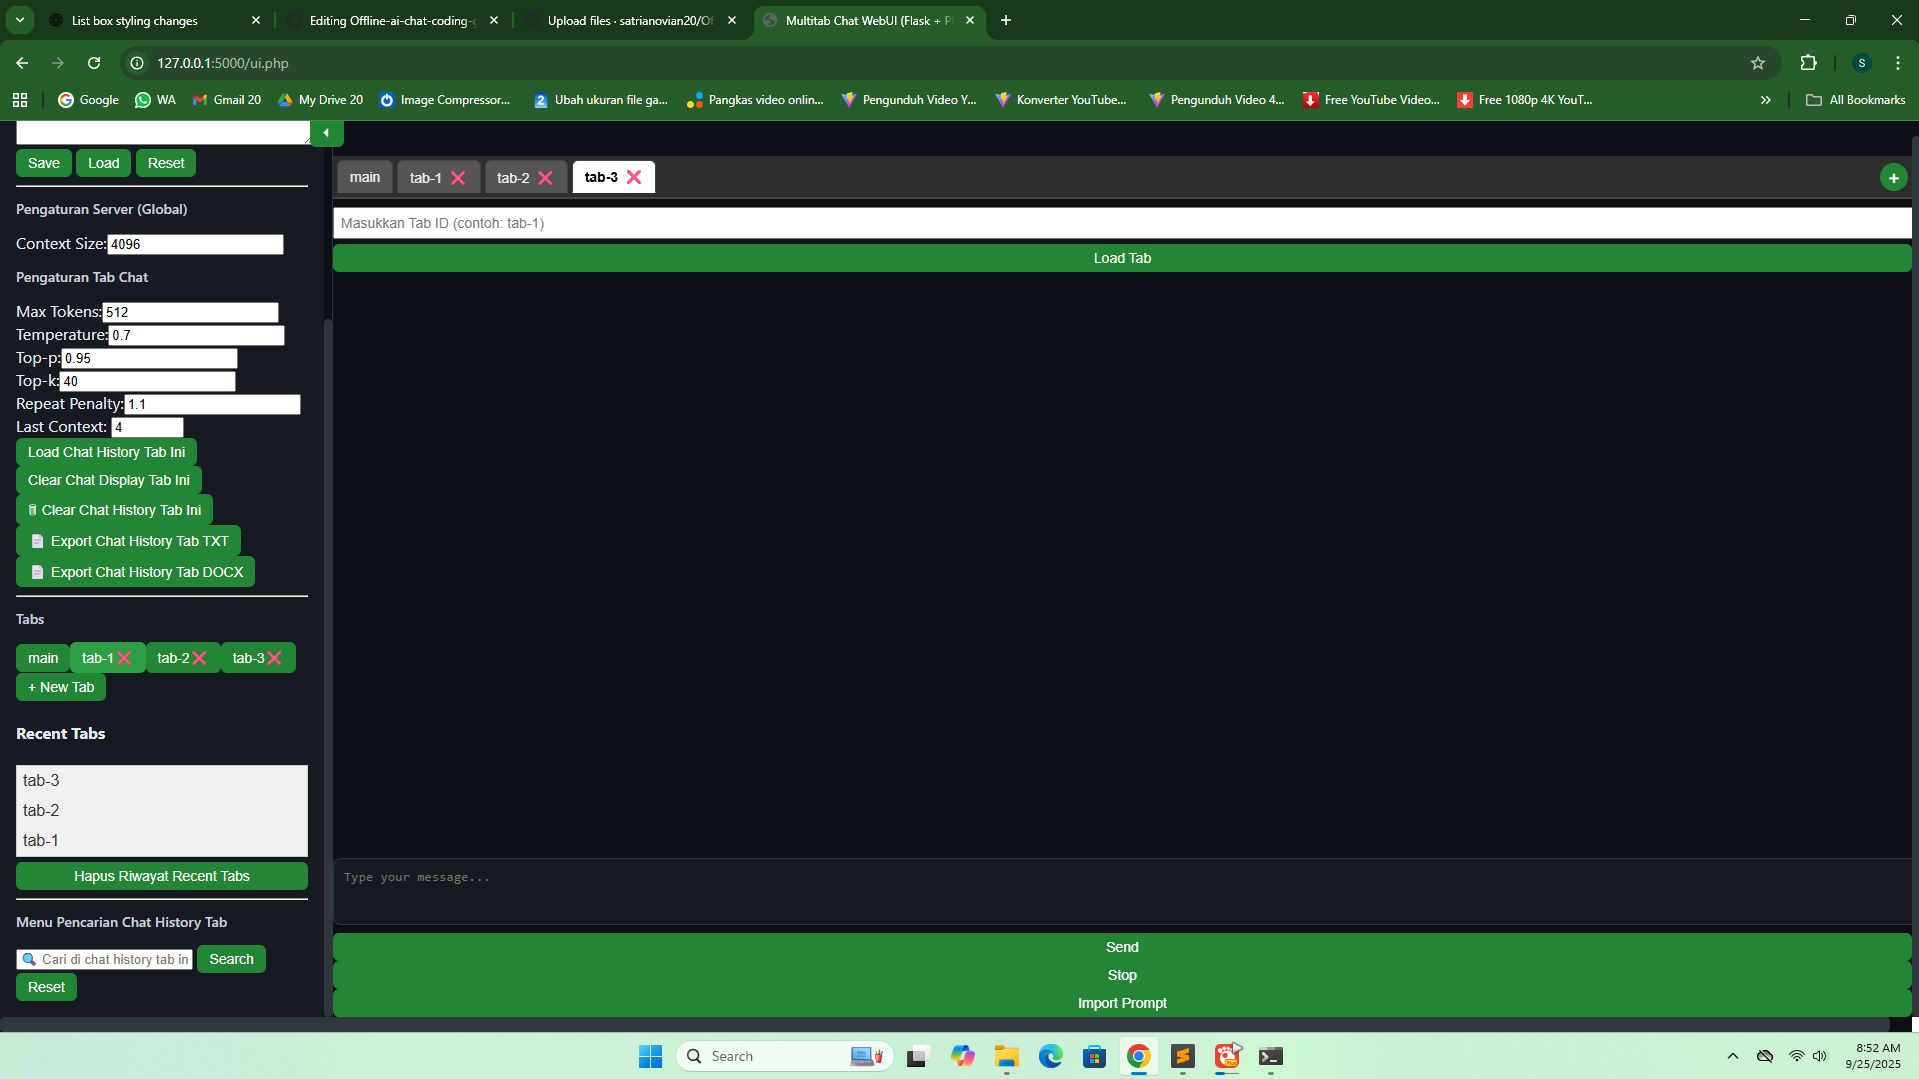 List box styling changes
Editing Offline-ai-chat-coding-g
Upload files · satrianovian20/Of
Multitab Chat WebUI (Flask + P
127.0.0.1:5000/ui.php
S
Google
WA
Gmail 20
My Drive 20
Image Compressor...
Ubah ukuran file ga...
Pangkas video onlin...
Pengunduh Video Y...
Konverter YouTube...
Pengunduh Video 4...
Free YouTube Video...
Free 1080p 4K YouT...
All Bookmarks
Save Load Reset
Pengaturan Server (Global)
Context Size: 4096
Pengaturan Tab Chat
Max Tokens: 512
Temperature: 0.7
Top-p: 0.95
Top-k: 40
Repeat Penalty: 1.1
Last Context: 4
Load Chat History Tab Ini
Clear Chat Display Tab Ini
Clear Chat History Tab Ini
Export Chat History Tab TXT
Export Chat History Tab DOCX
Tabs
main tab-1 tab-2 tab-3
+ New Tab
Recent Tabs
tab-3
tab-2
tab-1
Hapus Riwayat Recent Tabs
Menu Pencarian Chat History Tab
Cari di chat history tab in Search
Reset
main tab-1 tab-2 tab-3 +
Masukkan Tab ID (contoh: tab-1)
Load Tab
Type your message...
Send
Stop
Import Prompt
Search
8:52 AM
9/25/2025